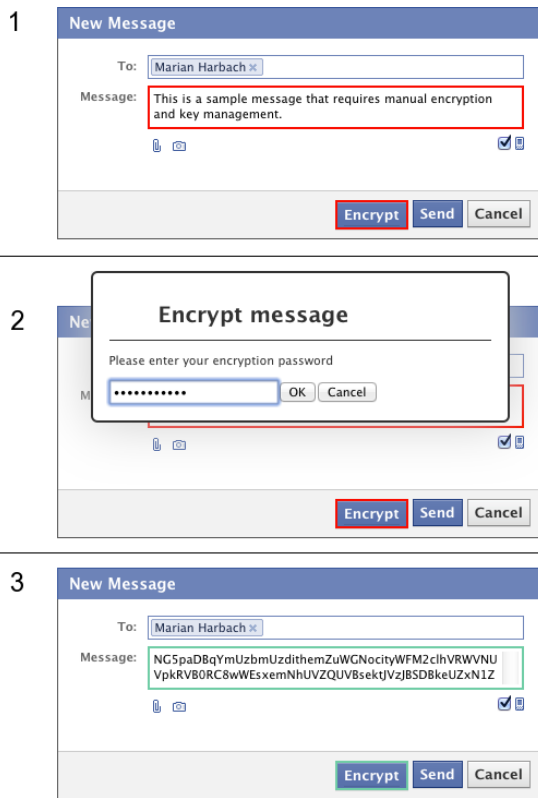 1
New Message
To: Marian Harbach ×
Message: This is a sample message that requires manual encryption
and key management.
Encrypt Send Cancel
2
Ne
Encrypt message
Please enter your encryption password
••••••••••• OK Cancel
M
Encrypt Send Cancel
3
New Message
To: Marian Harbach ×
Message: NG5paDBqYmUzbmUzdithemZuWGNocityWFM2clhVRWVNU
VpkRVB0RC8wWEsxemNhUVZQUVBsektJVzJBSDBkeUZxN1Z
Encrypt Send Cancel